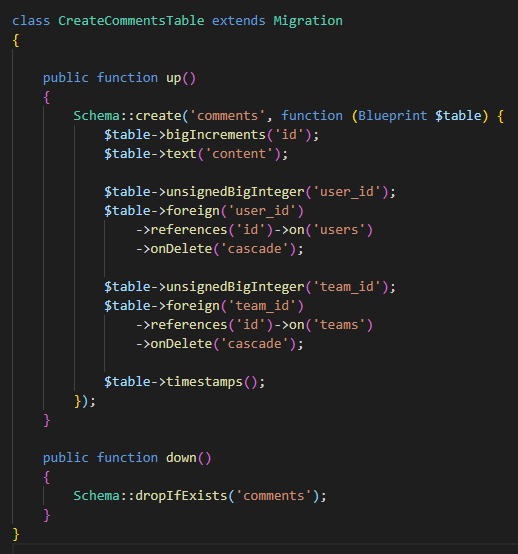 class CreateCommentsTable extends Migration
{
public function up()
{
Schema::create('comments', function (Blueprint $table) {
$table->bigIncrements('id');
$table->text('content');
$table->unsignedBigInteger('user_id');
$table->foreign('user_id')
->references('id')->on('users')
->onDelete('cascade');
$table->unsignedBigInteger('team_id');
$table->foreign('team_id')
->references('id')->on('teams')
->onDelete('cascade');
$table->timestamps();
});
}
public function down()
{
Schema::dropIfExists('comments');
}
}